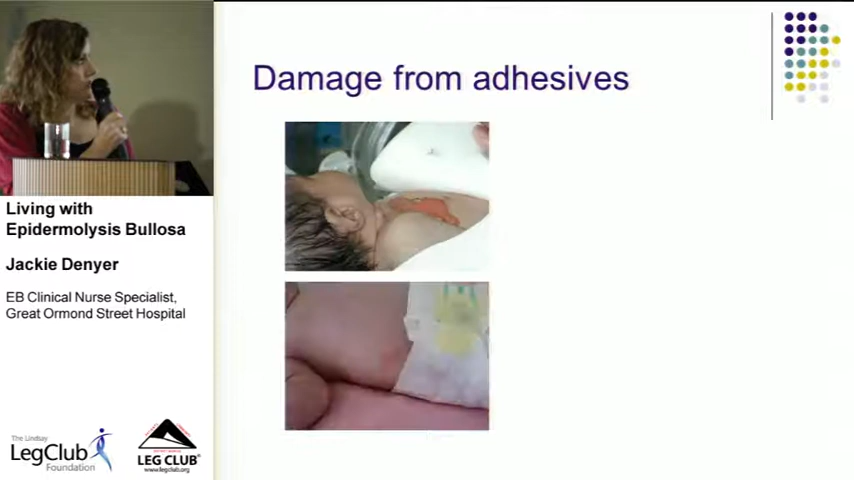 Damage from adhesives
Living with
Epidermolysis Bullosa
Jackie Denyer
EB Clinical Nurse Specialist,
Great Ormond Street Hospital
The Lindsay
LegClub
Foundation
LEG CLUB®
www.legclub.org